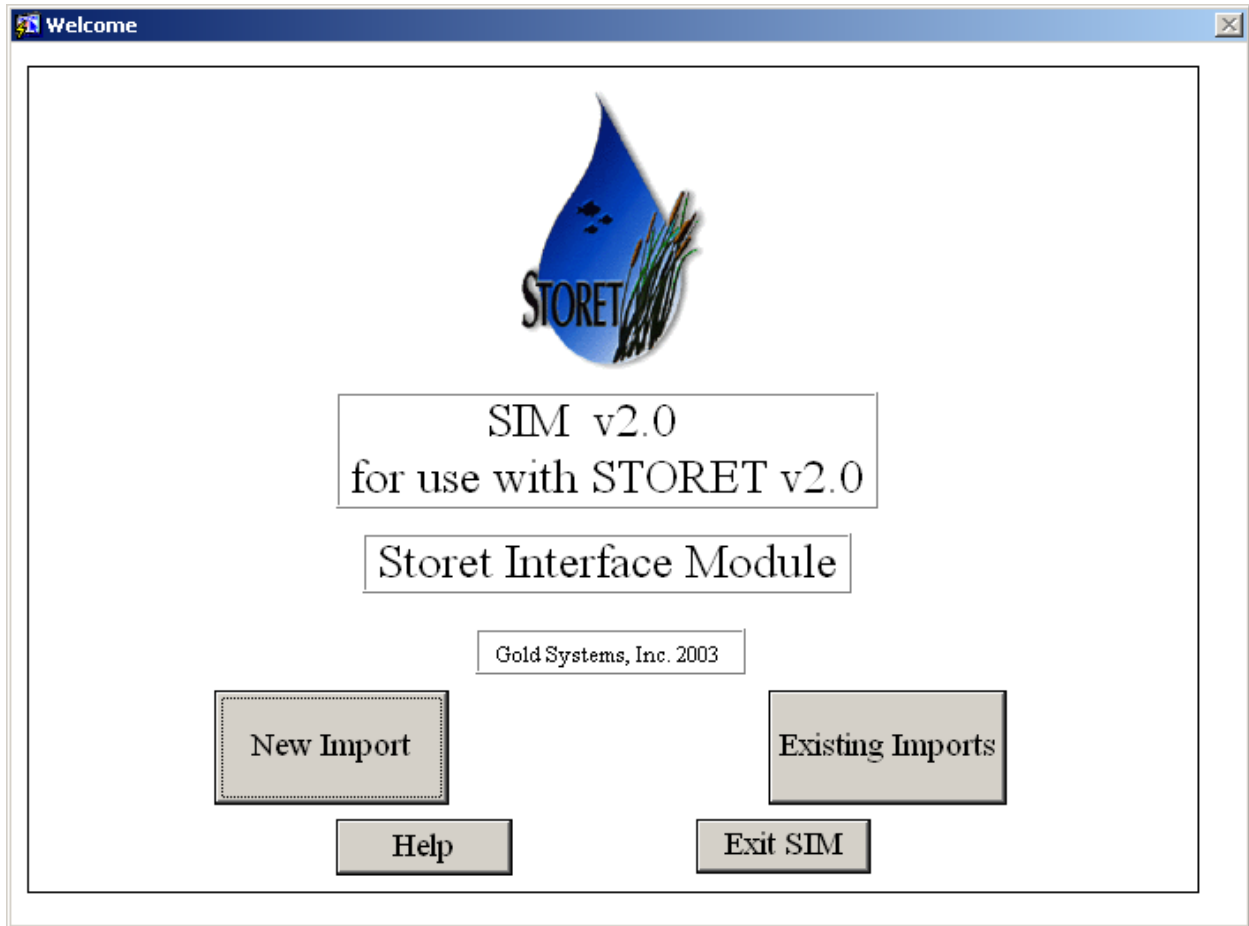 Welcome
STORET
SIM v2.0
for use with STORET v2.0
Storet Interface Module
Gold Systems, Inc. 2003
New Import
Existing Imports
Help
Exit SIM